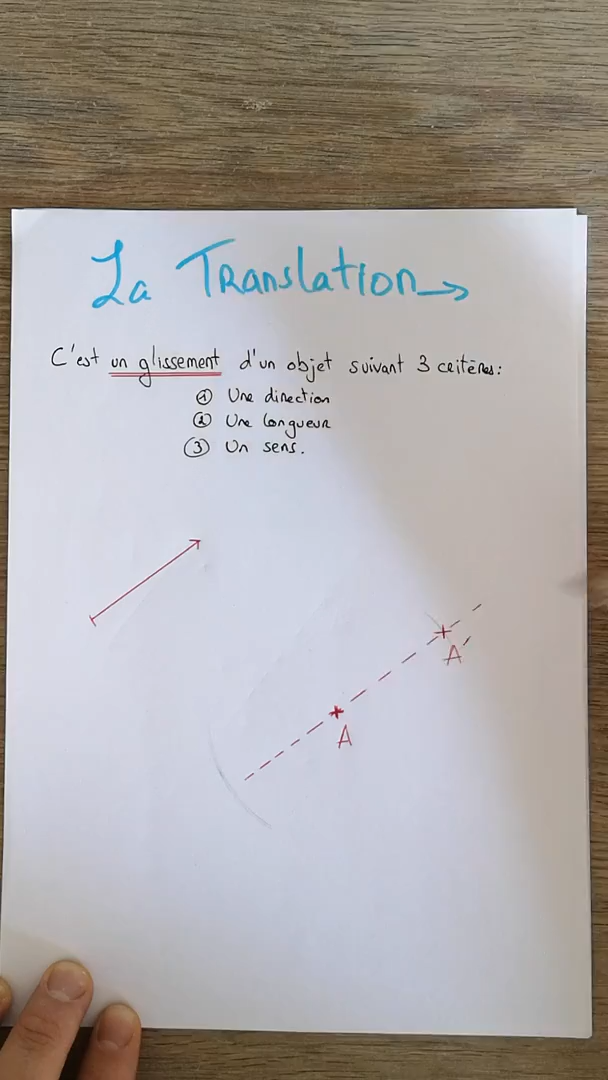 La Translation →
C'est un glissement d'un objet suivant 3 critères:
① Une direction
② Une longueur
③ Un sens.
A'
A